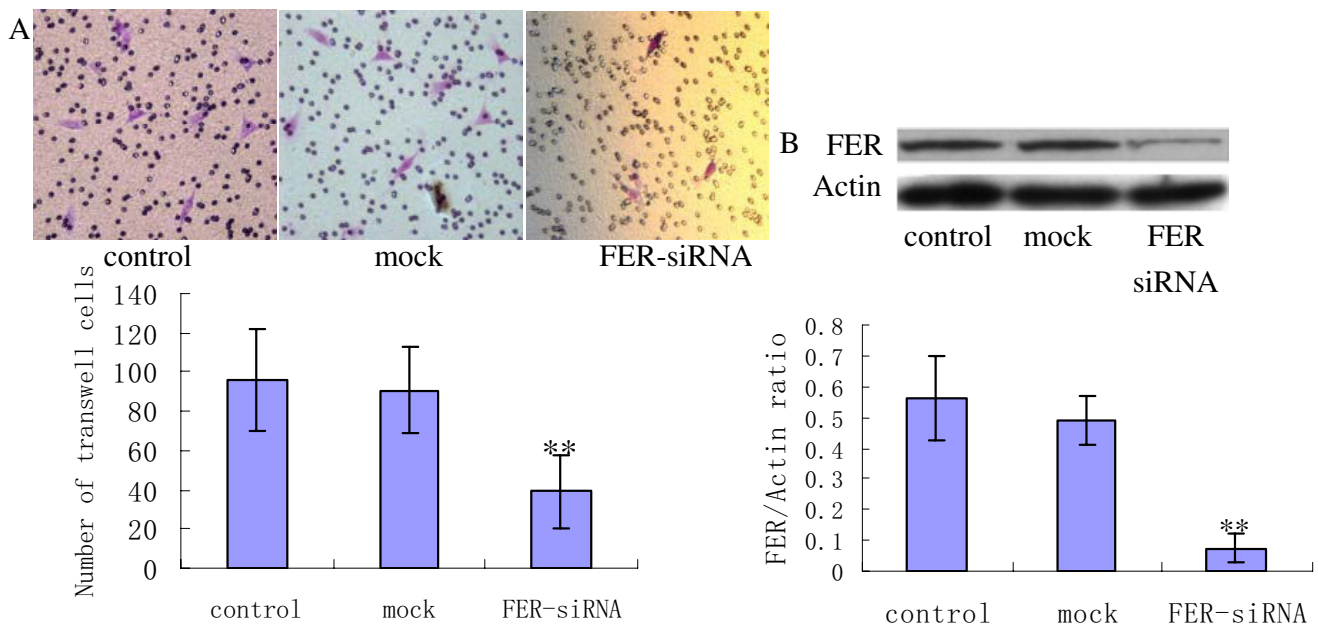 A
control mock FER-siRNA
Number of transwell cells
140
120
100
80
60
40
20
0
**
control mock FER-siRNA
B
FER
Actin
control mock FER
siRNA
FER/Actin ratio
0.8
0.7
0.6
0.5
0.4
0.3
0.2
0.1
0
**
control mock FER-siRNA